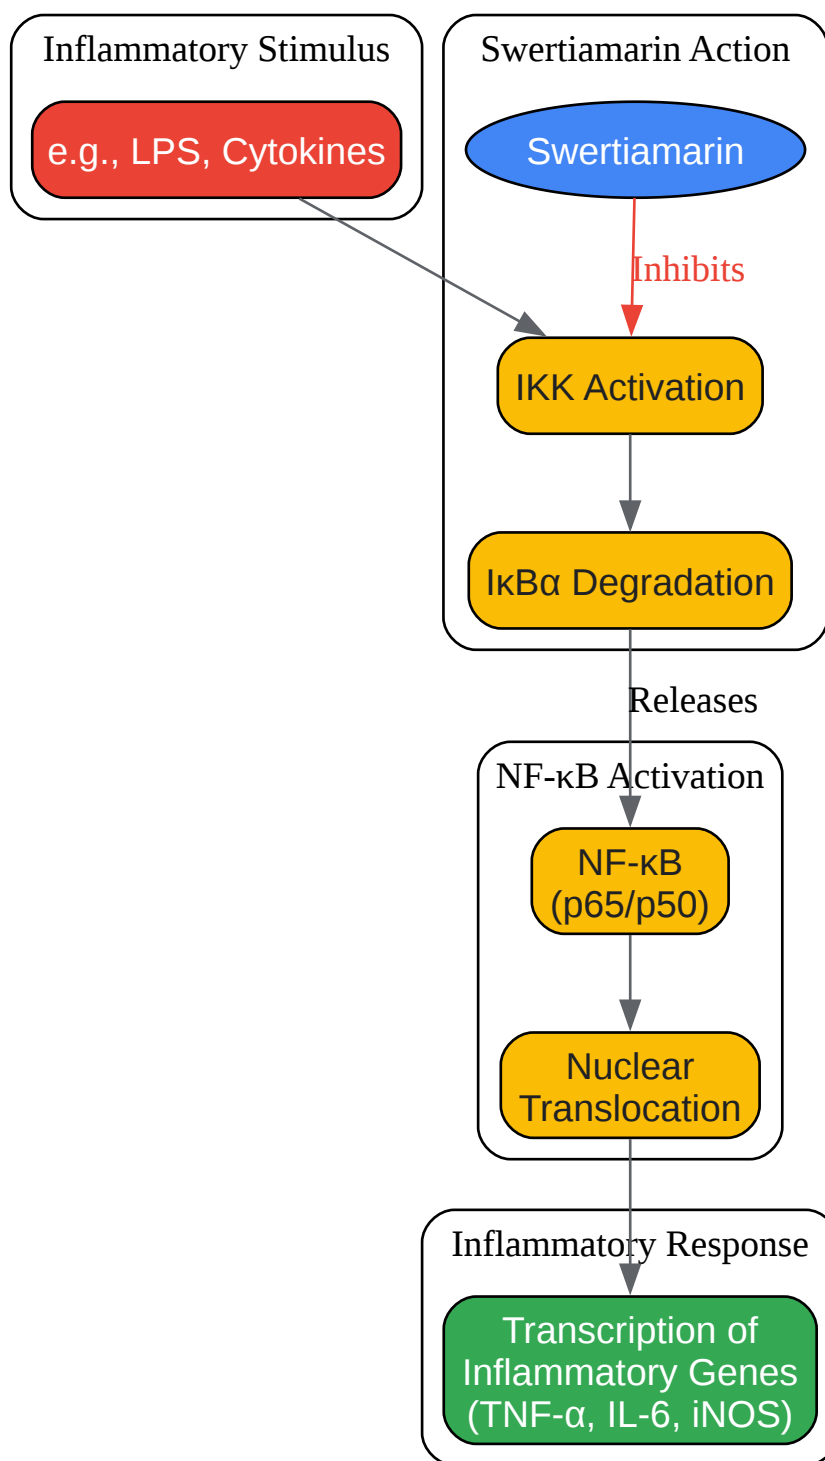 Inflammatory Stimulus
e.g., LPS, Cytokines
Swertiamarin Action
Swertiamarin
Inhibits
IKK Activation
IκBα Degradation
Releases
NF-κB Activation
NF-κB
(p65/p50)
Nuclear
Translocation
Inflammatory Response
Transcription of
Inflammatory Genes
(TNF-α, IL-6, iNOS)